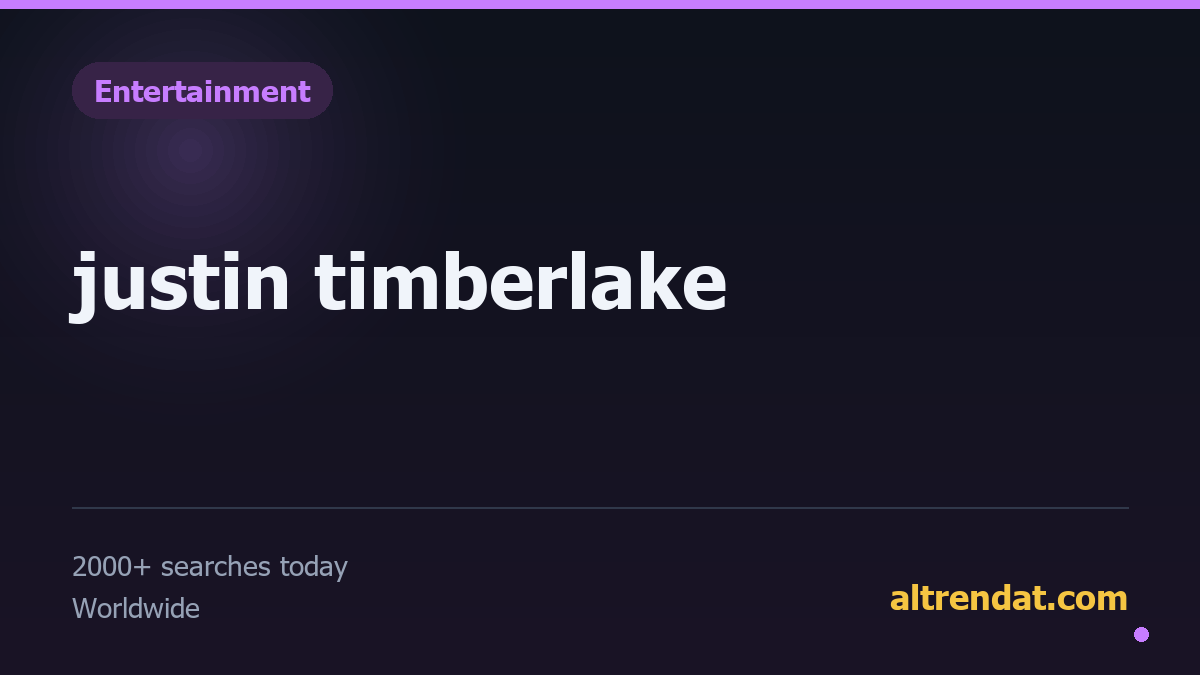 Entertainment
justin timberlake
2000+ searches today
Worldwide
altrendat.com